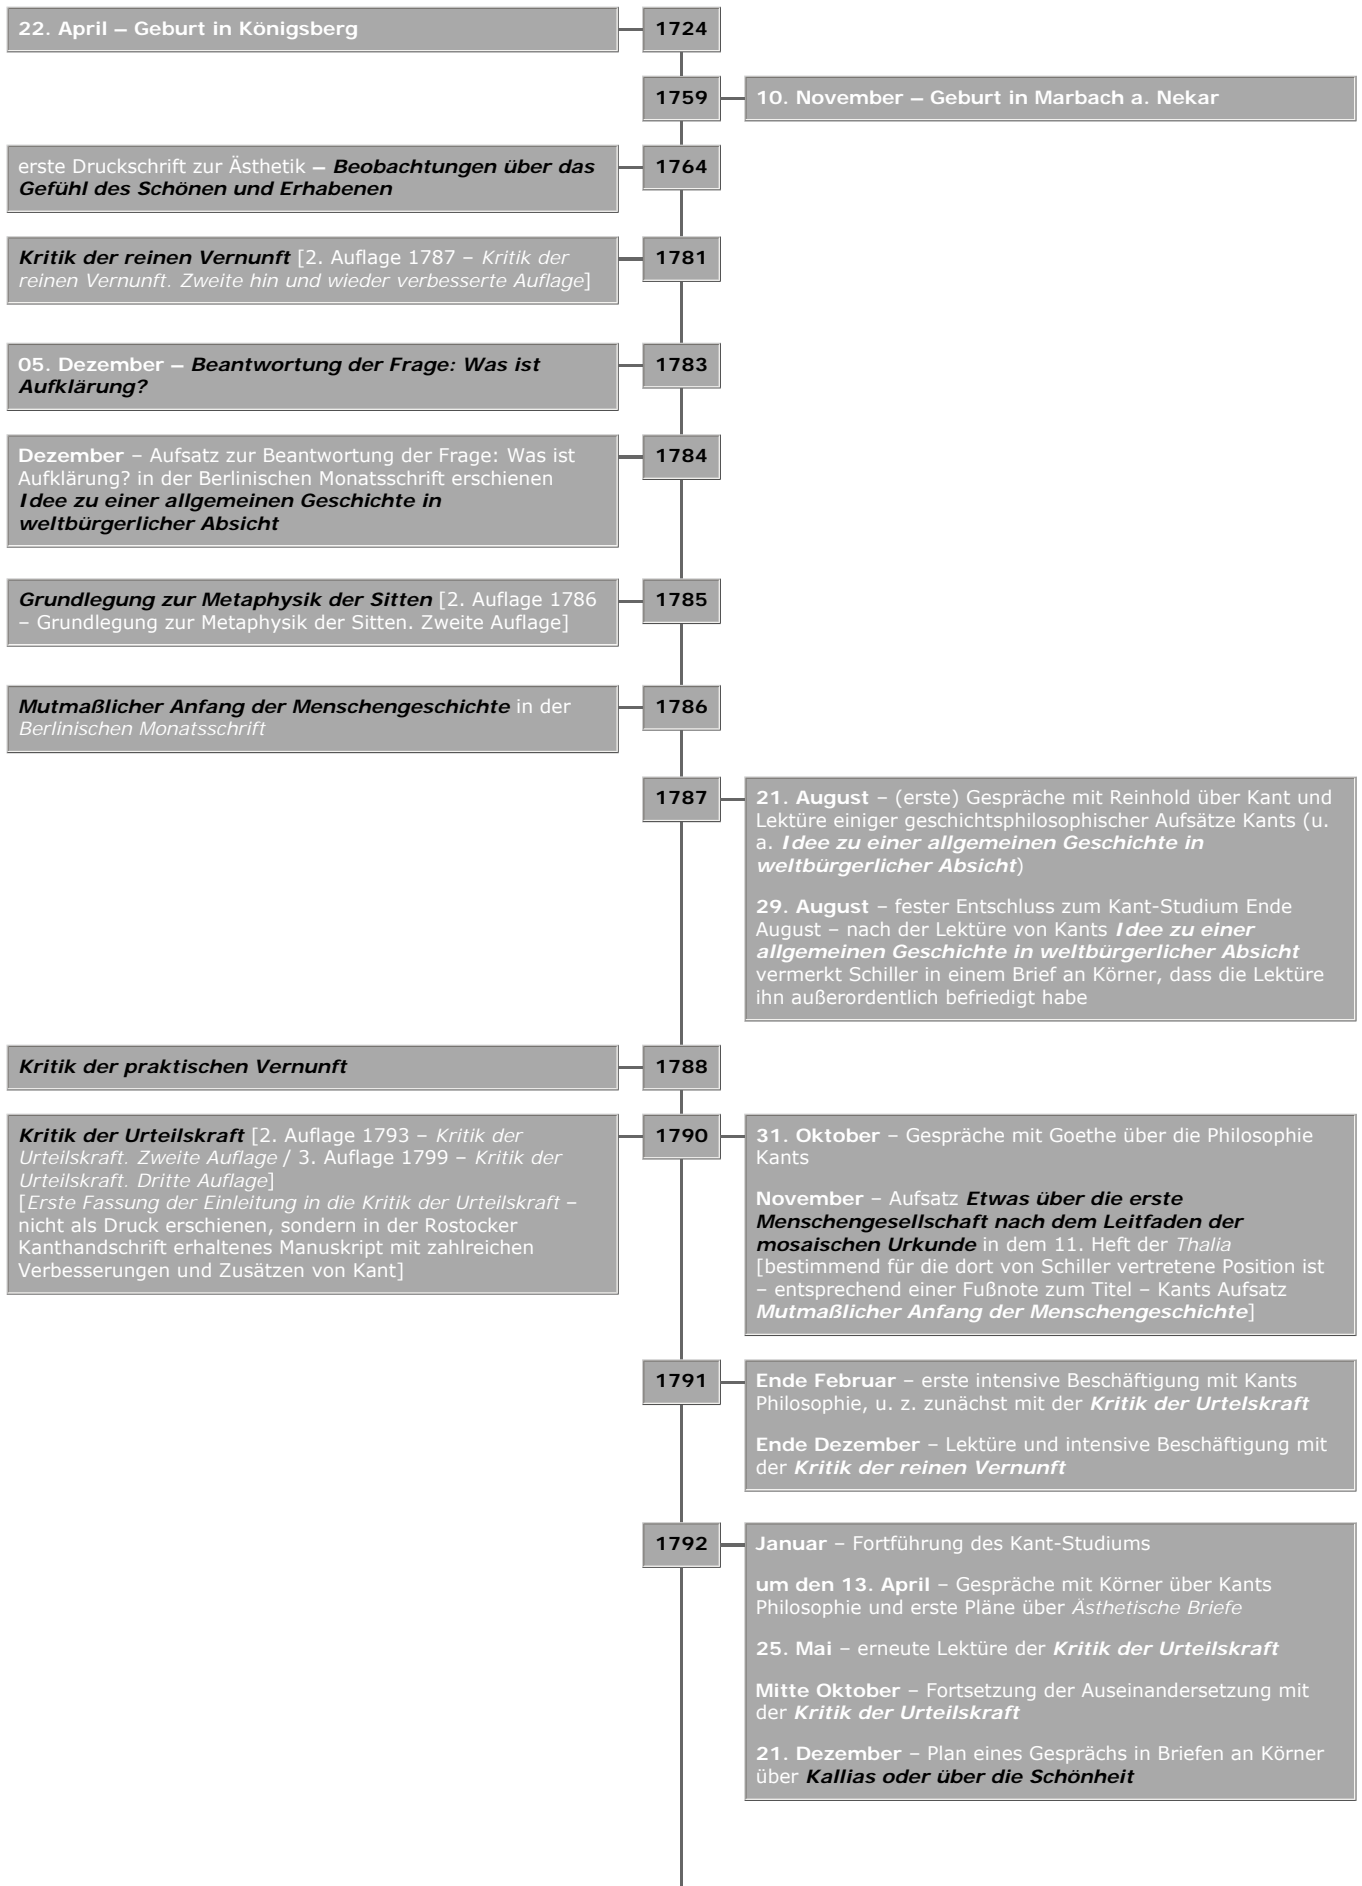 22. April – Geburt in Königsberg
1724
1759
10. November – Geburt in Marbach a. Nekar
erste Druckschrift zur Ästhetik – Beobachtungen über das
Gefühl des Schönen und Erhabenen
1764
Kritik der reinen Vernunft [2. Auflage 1787 – Kritik der
reinen Vernunft. Zweite hin und wieder verbesserte Auflage]
1781
05. Dezember – Beantwortung der Frage: Was ist
Aufklärung?
1783
Dezember – Aufsatz zur Beantwortung der Frage: Was ist
Aufklärung? in der Berlinischen Monatsschrift erschienen
Idee zu einer allgemeinen Geschichte in
weltbürgerlicher Absicht
1784
Grundlegung zur Metaphysik der Sitten [2. Auflage 1786
– Grundlegung zur Metaphysik der Sitten. Zweite Auflage]
1785
Mutmaßlicher Anfang der Menschengeschichte in der
Berlinischen Monatsschrift
1786
1787
21. August – (erste) Gespräche mit Reinhold über Kant und
Lektüre einiger geschichtsphilosophischer Aufsätze Kants (u.
a. Idee zu einer allgemeinen Geschichte in
weltbürgerlicher Absicht)
29. August – fester Entschluss zum Kant-Studium Ende
August – nach der Lektüre von Kants Idee zu einer
allgemeinen Geschichte in weltbürgerlicher Absicht
vermerkt Schiller in einem Brief an Körner, dass die Lektüre
ihn außerordentlich befriedigt habe
Kritik der praktischen Vernunft
1788
Kritik der Urteilskraft [2. Auflage 1793 – Kritik der
Urteilskraft. Zweite Auflage / 3. Auflage 1799 – Kritik der
Urteilskraft. Dritte Auflage]
[Erste Fassung der Einleitung in die Kritik der Urteilskraft –
nicht als Druck erschienen, sondern in der Rostocker
Kanthandschrift erhaltenes Manuskript mit zahlreichen
Verbesserungen und Zusätzen von Kant]
1790
31. Oktober – Gespräche mit Goethe über die Philosophie
Kants
November – Aufsatz Etwas über die erste
Menschengesellschaft nach dem Leitfaden der
mosaischen Urkunde in dem 11. Heft der Thalia
[bestimmend für die dort von Schiller vertretene Position ist
– entsprechend einer Fußnote zum Titel – Kants Aufsatz
Mutmaßlicher Anfang der Menschengeschichte]
1791
Ende Februar – erste intensive Beschäftigung mit Kants
Philosophie, u. z. zunächst mit der Kritik der Urtelskraft
Ende Dezember – Lektüre und intensive Beschäftigung mit
der Kritik der reinen Vernunft
1792
Januar – Fortführung des Kant-Studiums
um den 13. April – Gespräche mit Körner über Kants
Philosophie und erste Pläne über Ästhetische Briefe
25. Mai – erneute Lektüre der Kritik der Urteilskraft
Mitte Oktober – Fortsetzung der Auseinandersetzung mit
der Kritik der Urteilskraft
21. Dezember – Plan eines Gesprächs in Briefen an Körner
über Kallias oder über die Schönheit